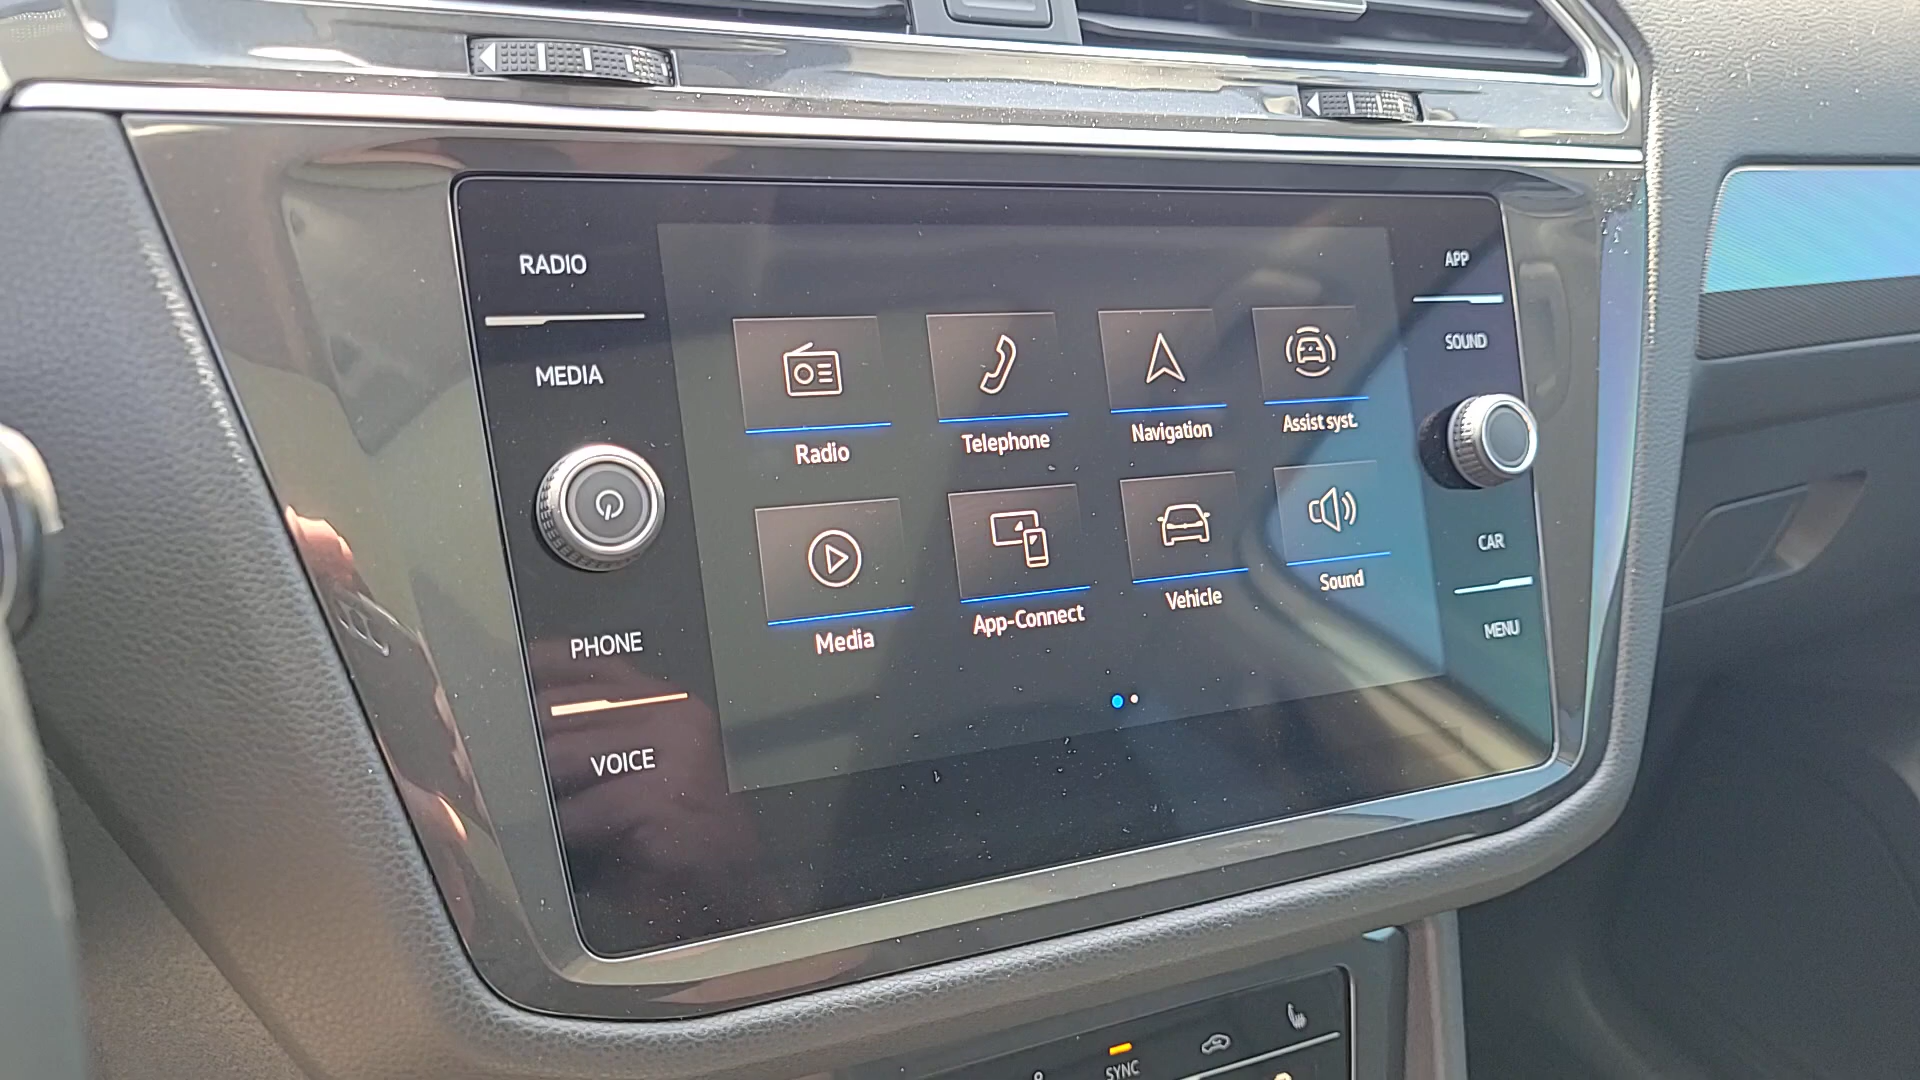 RADIO
MEDIA
PHONE
VOICE
Radio
Telephone
Navigation
Assist syst.
Media
App-Connect
Vehicle
Sound
APP
SOUND
CAR
MENU
SYNC